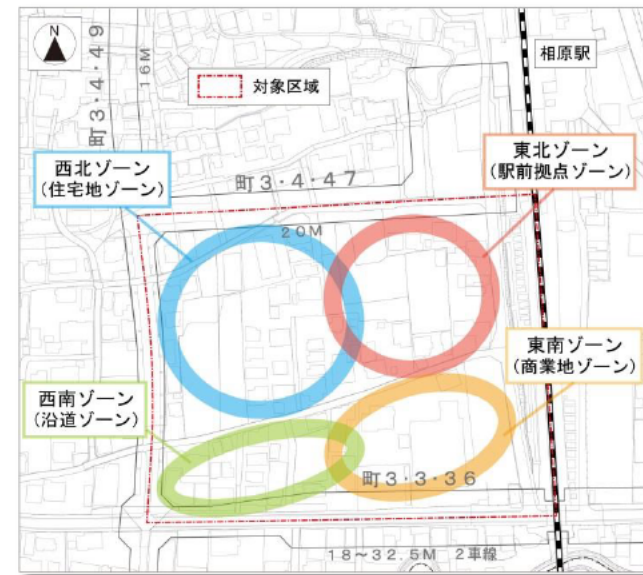 N
町3・4・49
16M
相原駅
対象区域
西北ゾーン
(住宅地ゾーン)
町3・4・47
東北ゾーン
(駅前拠点ゾーン)
20M
東南ゾーン
(商業地ゾーン)
西南ゾーン
(沿道ゾーン)
町3・3・36
18～32.5M 2車線